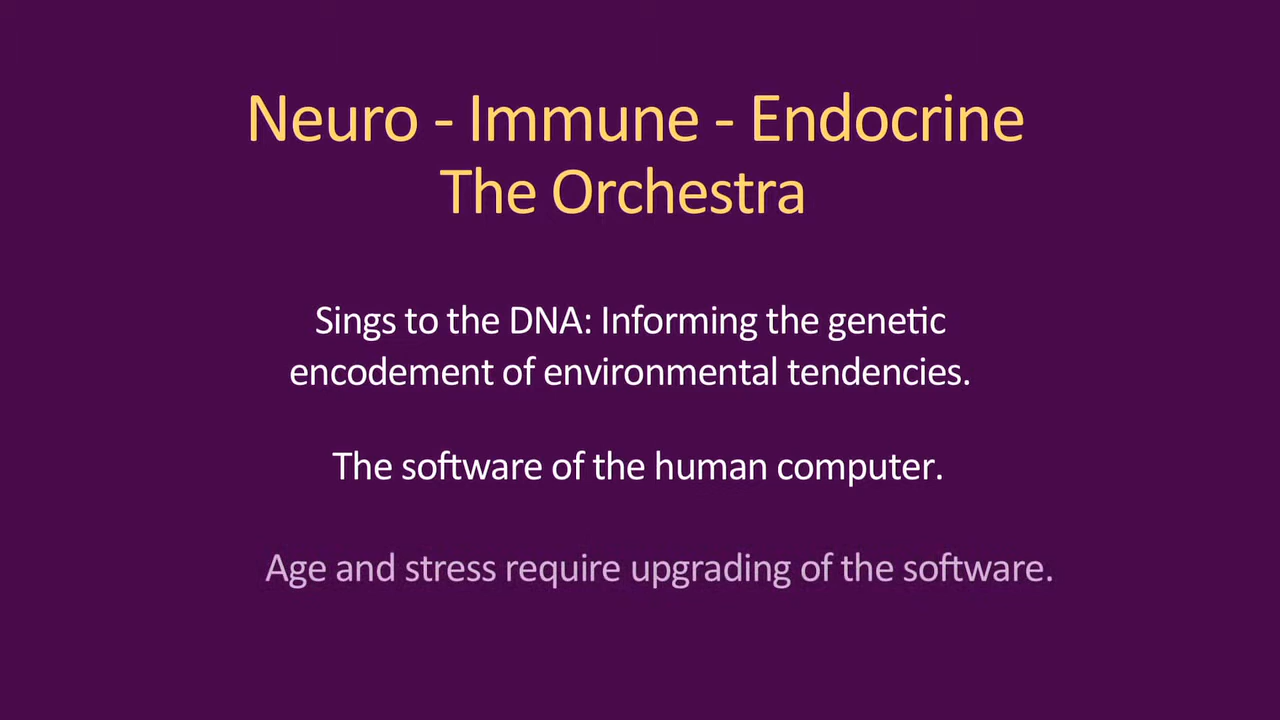 Neuro - Immune - Endocrine
The Orchestra
Sings to the DNA: Informing the genetic
encodement of environmental tendencies.
The software of the human computer.
Age and stress require upgrading of the software.